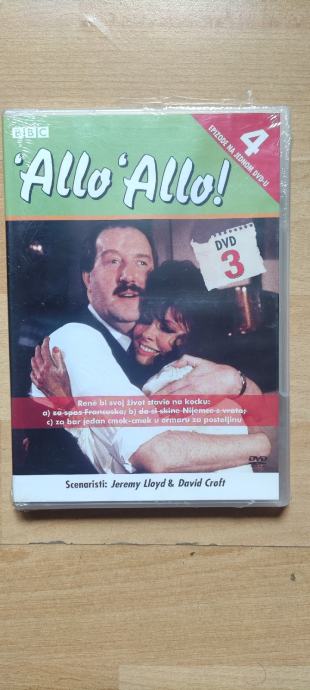 BBC
4
EPIZODE NA JEDNOM DVD-U
'Allo 'Allo!
DVD
3
René bi svoj život stavio na kocku:
a) za spas Francuske; b) da si skine Nijemce s vrata;
c) za bar jedan cmok-cmok u ormaru za posteljinu
DVD
Scenaristi: Jeremy Lloyd & David Croft